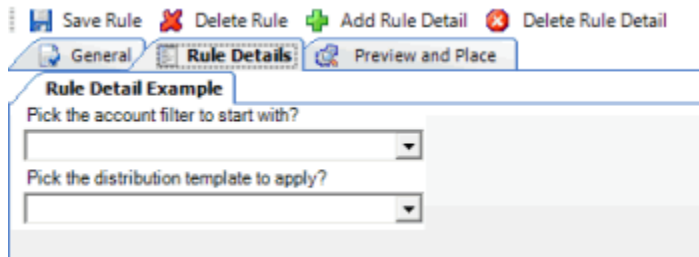 Save Rule Delete Rule Add Rule Detail Delete Rule Detail
General Rule Details Preview and Place
Rule Detail Example
Pick the account filter to start with?
Pick the distribution template to apply?